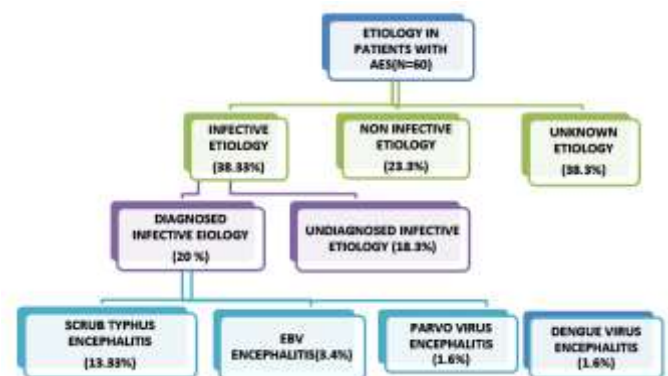 ETIOLOGY IN
PATIENTS WITH
AES(N=60)
INFECTIVE
ETIOLOGY
(38.33%)
NON INFECTIVE
ETIOLOGY
(23.3%)
UNKNOWN
ETIOLOGY
(38.3%)
DIAGNOSED
INFECTIVE EIOLOGY
(20 %)
UNDIAGNOSED INFECTIVE
ETIOLOGY (18.3%)
SCRUB TYPHUS
ENCEPHALITIS
(13.33%)
EBV
ENCEPHALITIS(3.4%)
PARVO VIRUS
ENCEPHALITIS
(1.6%)
DENGUE VIRUS
ENCEPHALITIS
(1.6%)